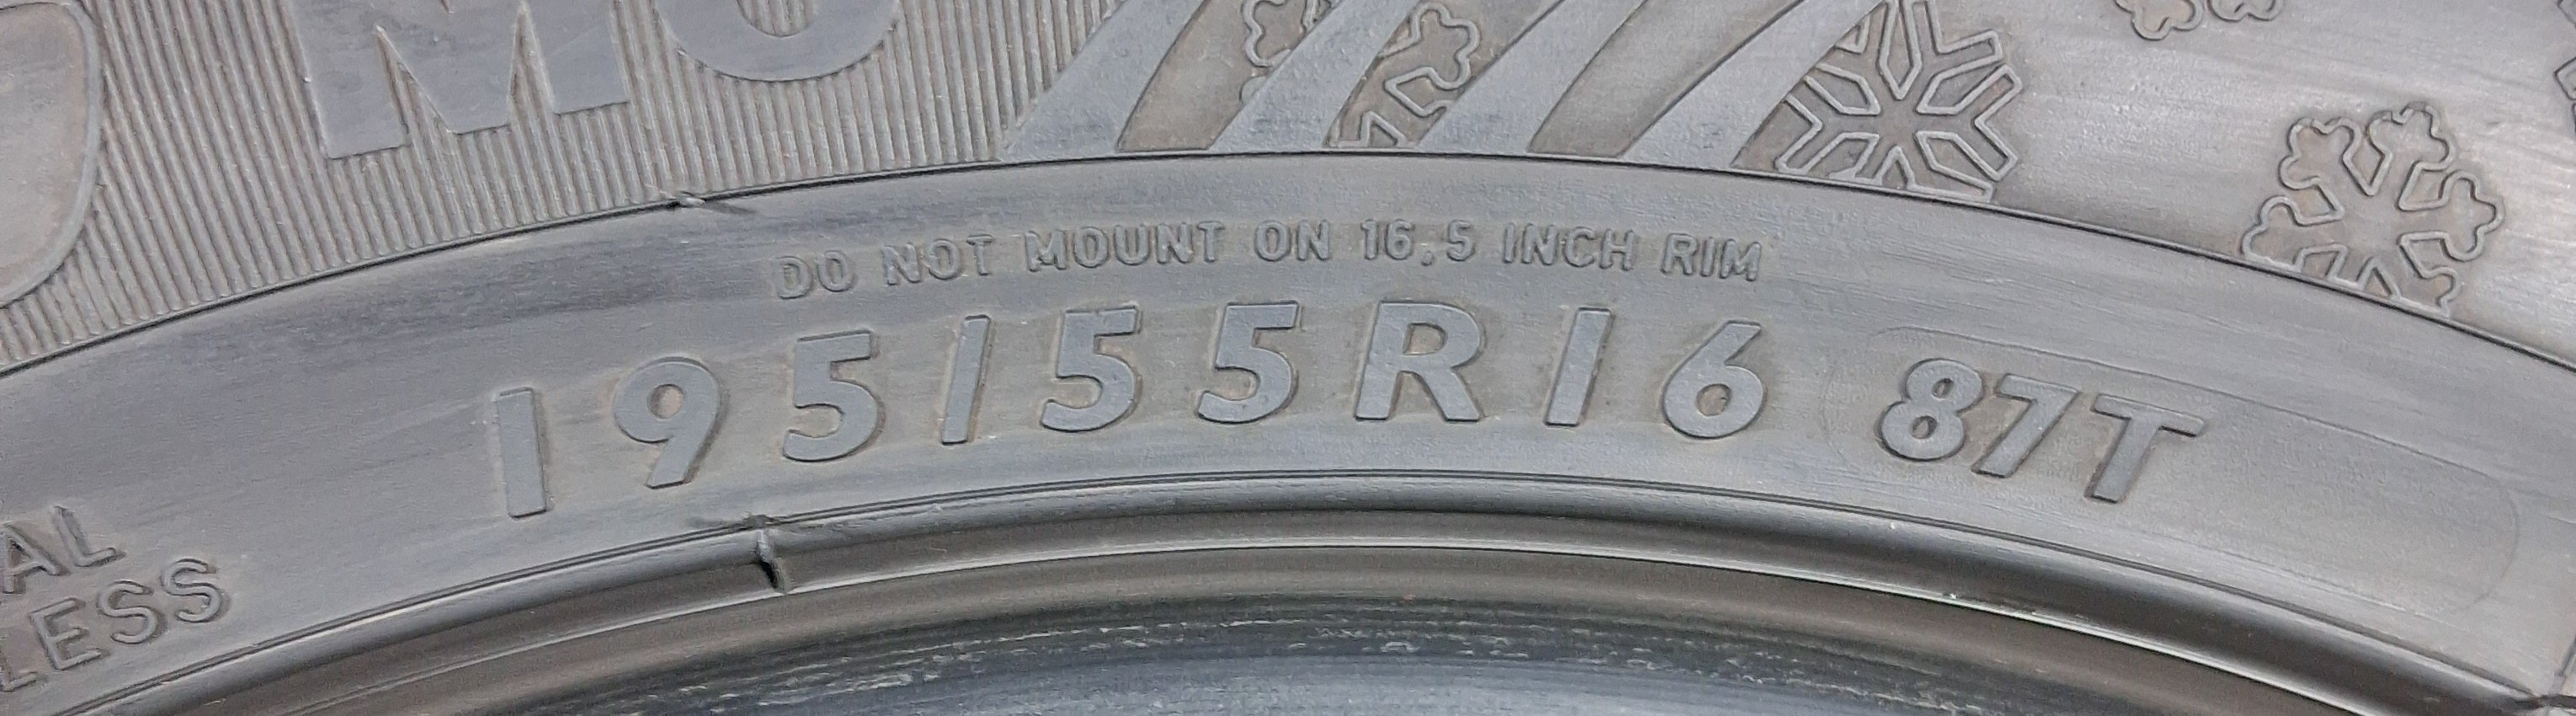 DO NOT MOUNT ON 16.5 INCH RIM
195/55R16 87T